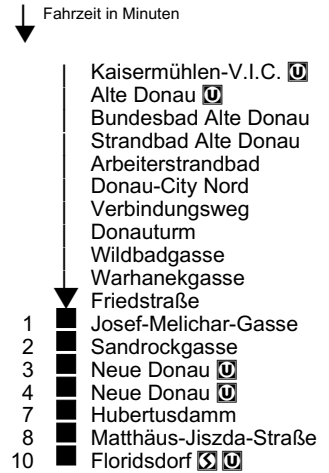 Fahrzeit in Minuten
Kaisermühlen-V.I.C. U
Alte Donau U
Bundesbad Alte Donau
Strandbad Alte Donau
Arbeiterstrandbad
Donau-City Nord
Verbindungsweg
Donauturm
Wildbadgasse
Warhanekgasse
Friedstraße
1 Josef-Melichar-Gasse
2 Sandrockgasse
3 Neue Donau U
4 Neue Donau U
7 Hubertusdamm
8 Matthäus-Jiszda-Straße
10 Floridsdorf S U